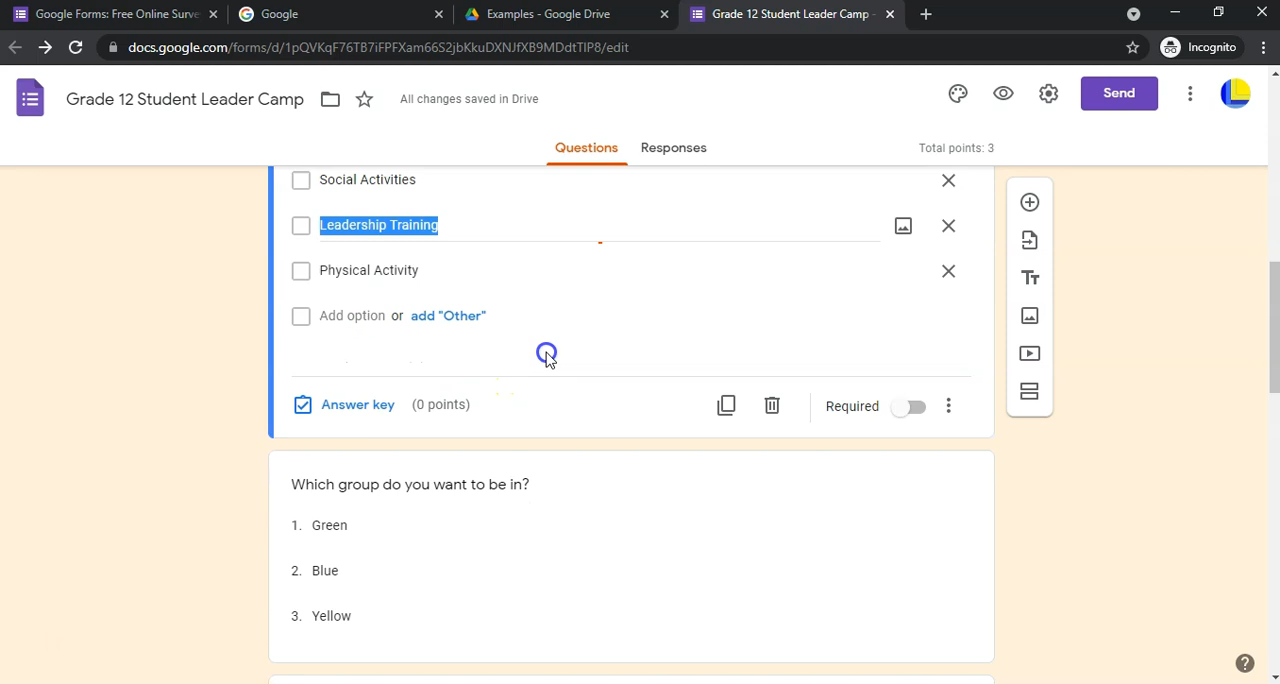 Google Forms: Free Online Surve
Google
Examples - Google Drive
Grade 12 Student Leader Camp -
docs.google.com/forms/d/1pQVKqF76TB7iFPFXam66S2jbKkuDXNJfXB9MDdtTIP8/edit
Incognito
Grade 12 Student Leader Camp
All changes saved in Drive
Send
Questions
Responses
Total points: 3
Social Activities
Leadership Training
Physical Activity
Add option or add "Other"
Answer key (0 points)
Required
Which group do you want to be in?
1. Green
2. Blue
3. Yellow